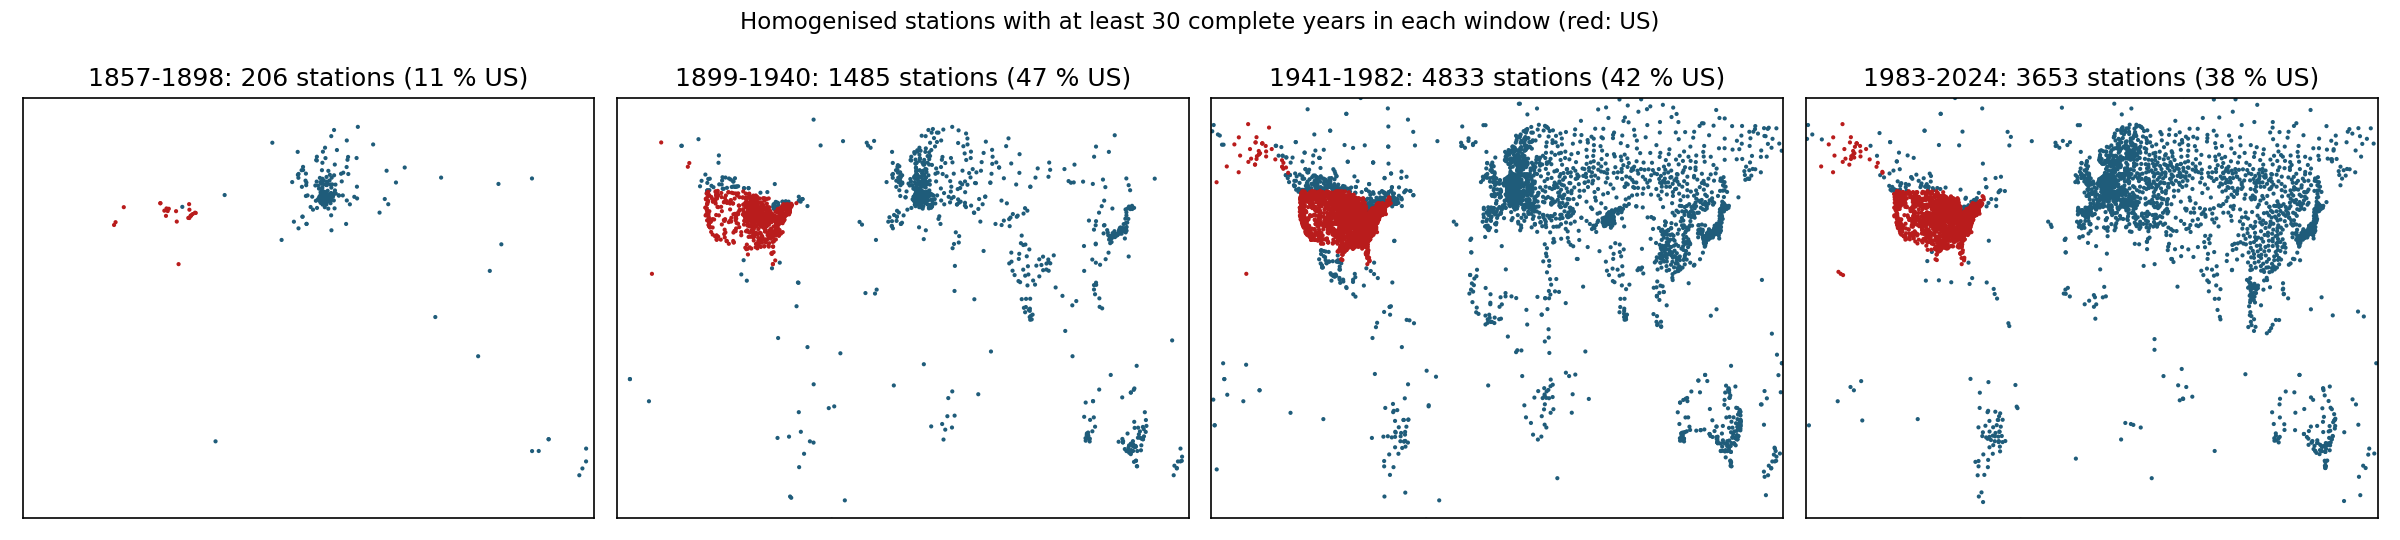 Homogenised stations with at least 30 complete years in each window (red: US)
1857-1898: 206 stations (11 % US)
1899-1940: 1485 stations (47 % US)
1941-1982: 4833 stations (42 % US)
1983-2024: 3653 stations (38 % US)